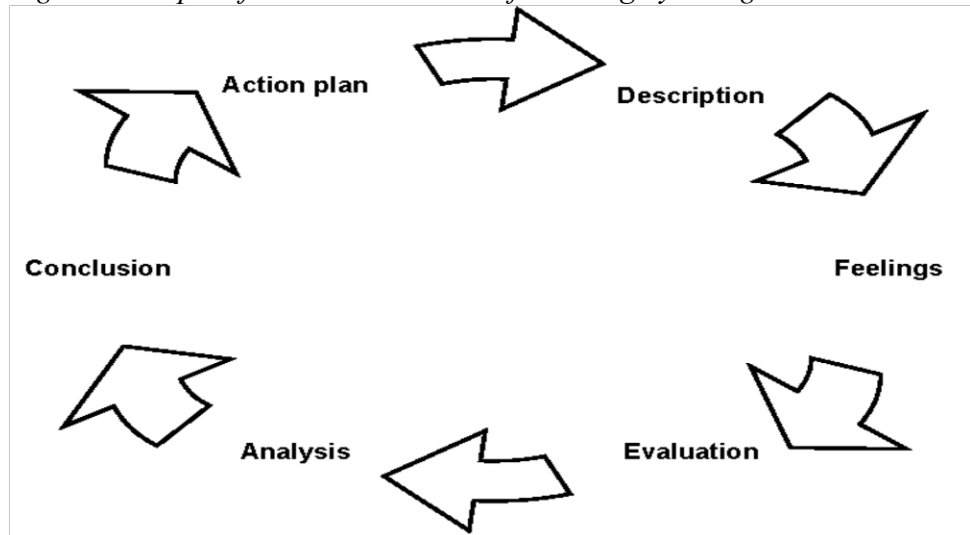 Action plan
Description
Feelings
Evaluation
Analysis
Conclusion